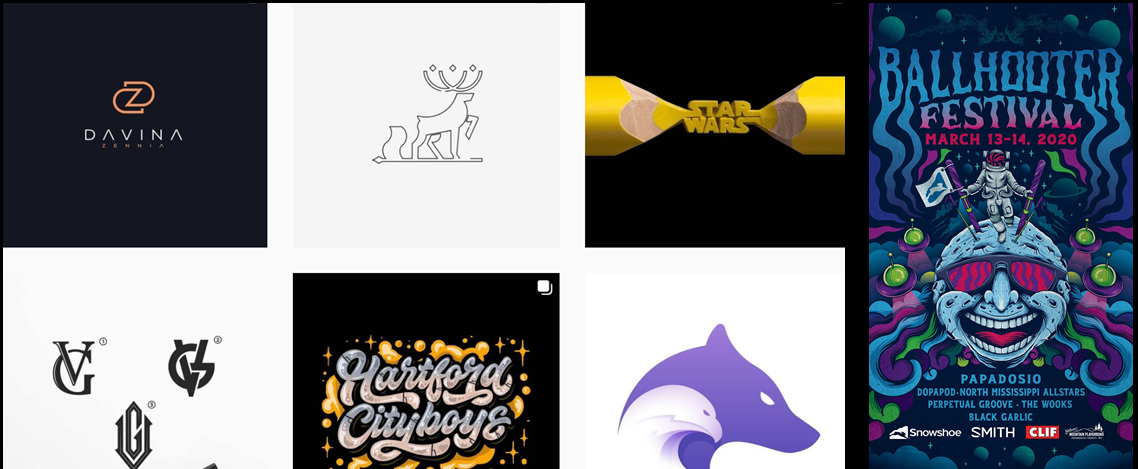 DAVINA
ZENNIA
STAR
WARS
VG
1
VG
2
VG
3
Hartford
Cityboys
BALLHOOTER
FESTIVAL
MARCH 13-14, 2020
PAPADOSIO
DOPAPOD·NORTH MISSISSIPPI ALLSTARS
PERPETUAL GROOVE · THE WOOKS
BLACK GARLIC
Snowshoe SMITH CLIF